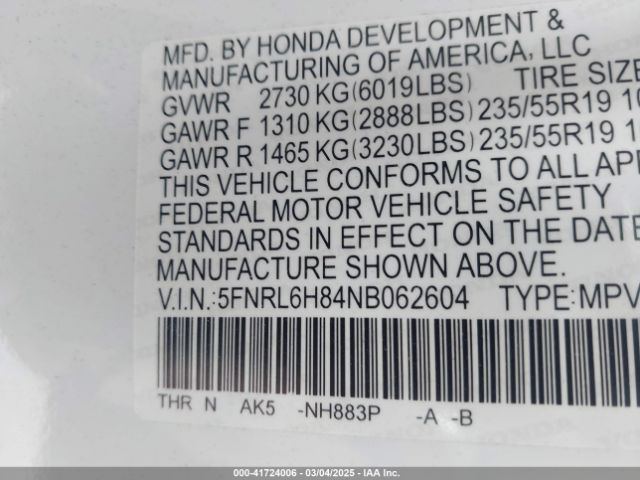 MFD. BY HONDA DEVELOPMENT &
MANUFACTURING OF AMERICA, LLC
GVWR 2730 KG(6019LBS) TIRE SIZE
GAWR F 1310 KG(2888LBS) 235/55R19 10
GAWR R 1465 KG(3230LBS) 235/55R19 1
THIS VEHICLE CONFORMS TO ALL APP
FEDERAL MOTOR VEHICLE SAFETY
STANDARDS IN EFFECT ON THE DATE
MANUFACTURE SHOWN ABOVE.
V.I.N.:5FNRL6H84NB062604 TYPE:MPV
THR N AK5 -NH883P -A -B
000-41724006 - 03/04/2025 - IAA Inc.